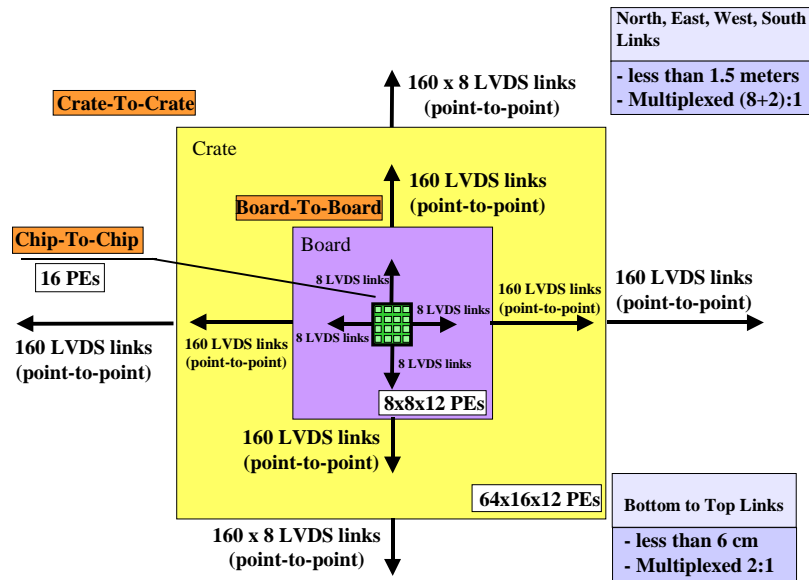 North, East, West, South
Links
- less than 1.5 meters
- Multiplexed (8+2):1
160 x 8 LVDS links
(point-to-point)
Crate-To-Crate
Crate
160 LVDS links
(point-to-point)
Board-To-Board
Chip-To-Chip
16 PEs
Board
8 LVDS links
8 LVDS links
8 LVDS links
8 LVDS links
160 LVDS links
(point-to-point)
160 LVDS links
(point-to-point)
160 LVDS links
(point-to-point)
160 LVDS links
(point-to-point)
8x8x12 PEs
160 LVDS links
(point-to-point)
64x16x12 PEs
160 x 8 LVDS links
(point-to-point)
Bottom to Top Links
- less than 6 cm
- Multiplexed 2:1